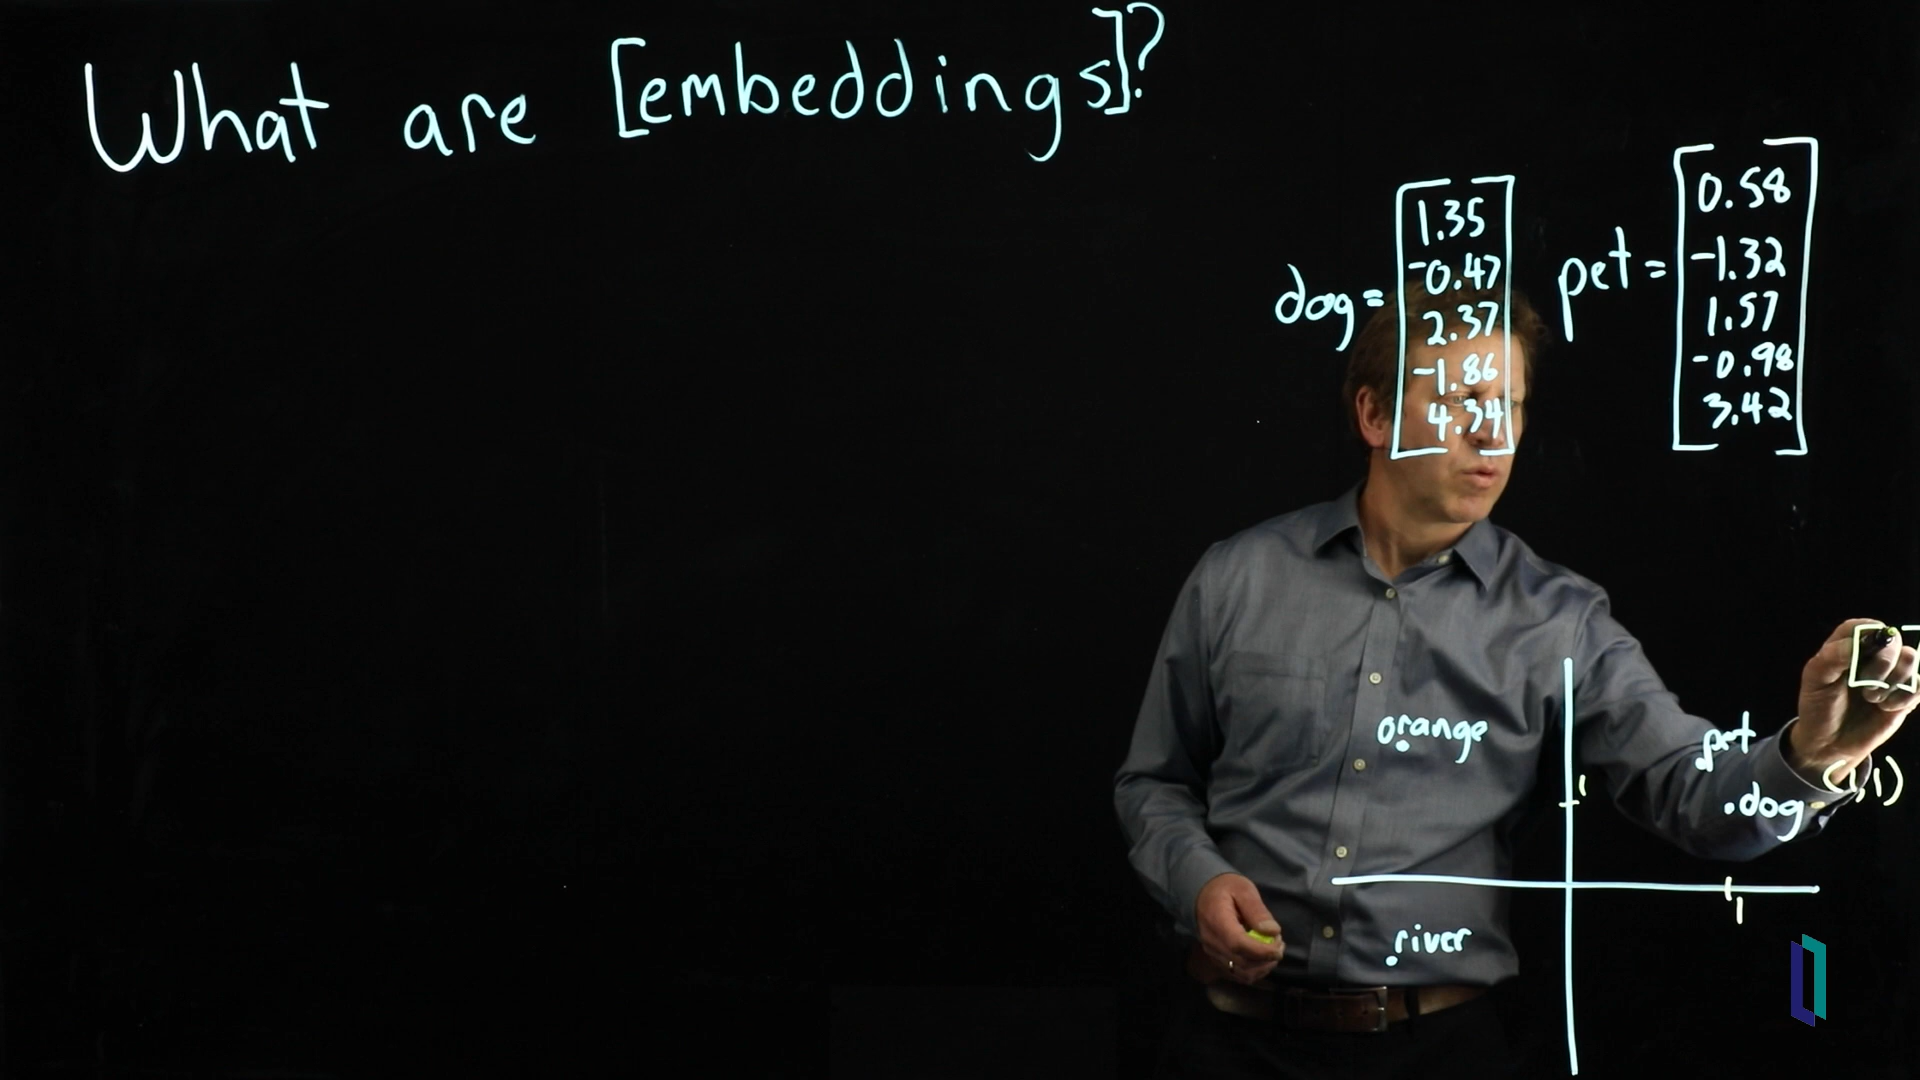 What are [embeddings]?
dog =
1.35
-0.47
2.37
-1.86
4.34
pet =
0.58
-1.32
1.57
-0.98
3.42
orange
pet
(1,1)
1
.dog
1
river